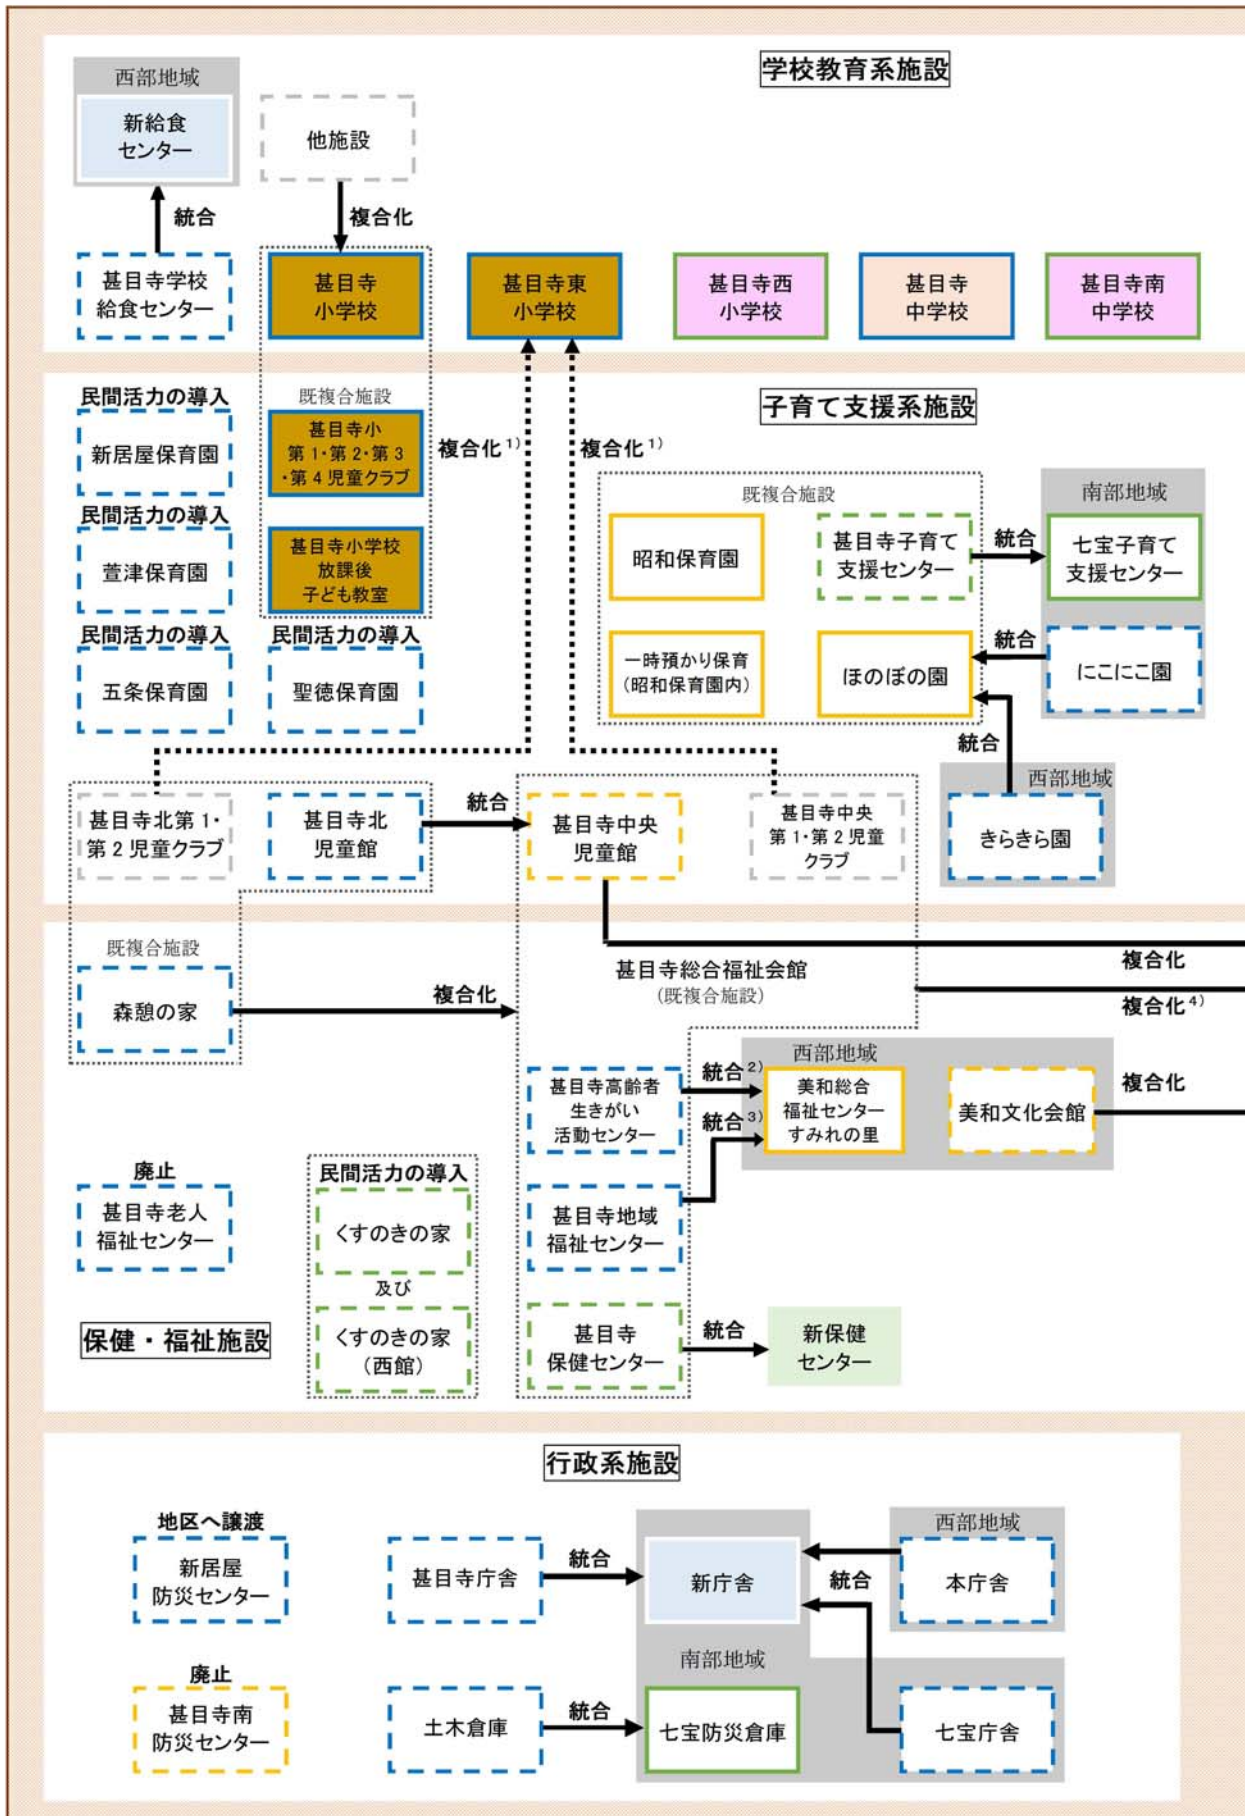 学校教育系施設
西部地域
新給食
センター
他施設
統合
複合化
甚目寺学校
給食センター
甚目寺
小学校
甚目寺東
小学校
甚目寺西
小学校
甚目寺
中学校
甚目寺南
中学校
子育て支援系施設
民間活力の導入
新居屋保育園
既複合施設
甚目寺小
第1・第2・第3
・第4児童クラブ
複合化1)
複合化1)
民間活力の導入
萱津保育園
甚目寺小学校
放課後
子ども教室
既複合施設
昭和保育園
甚目寺子育て
支援センター
統合
南部地域
七宝子育て
支援センター
民間活力の導入
五条保育園
民間活力の導入
聖徳保育園
一時預かり保育
(昭和保育園内)
ほのぼの園
統合
にこにこ園
統合
西部地域
きらきら園
甚目寺北第1・
第2児童クラブ
甚目寺北
児童館
統合
甚目寺中央
児童館
甚目寺中央
第1・第2児童
クラブ
既複合施設
森憩の家
複合化
甚目寺総合福祉会館
(既複合施設)
複合化
複合化4)
甚目寺高齢者
生きがい
活動センター
統合2)
統合3)
西部地域
美和総合
福祉センター
すみれの里
美和文化会館
複合化
廃止
甚目寺老人
福祉センター
民間活力の導入
くすのきの家
及び
くすのきの家
(西館)
甚目寺地域
福祉センター
甚目寺
保健センター
統合
新保健
センター
保健・福祉施設
行政系施設
地区へ譲渡
新居屋
防災センター
甚目寺庁舎
統合
新庁舎
統合
西部地域
本庁舎
廃止
甚目寺南
防災センター
土木倉庫
統合
南部地域
七宝防災倉庫
七宝庁舎